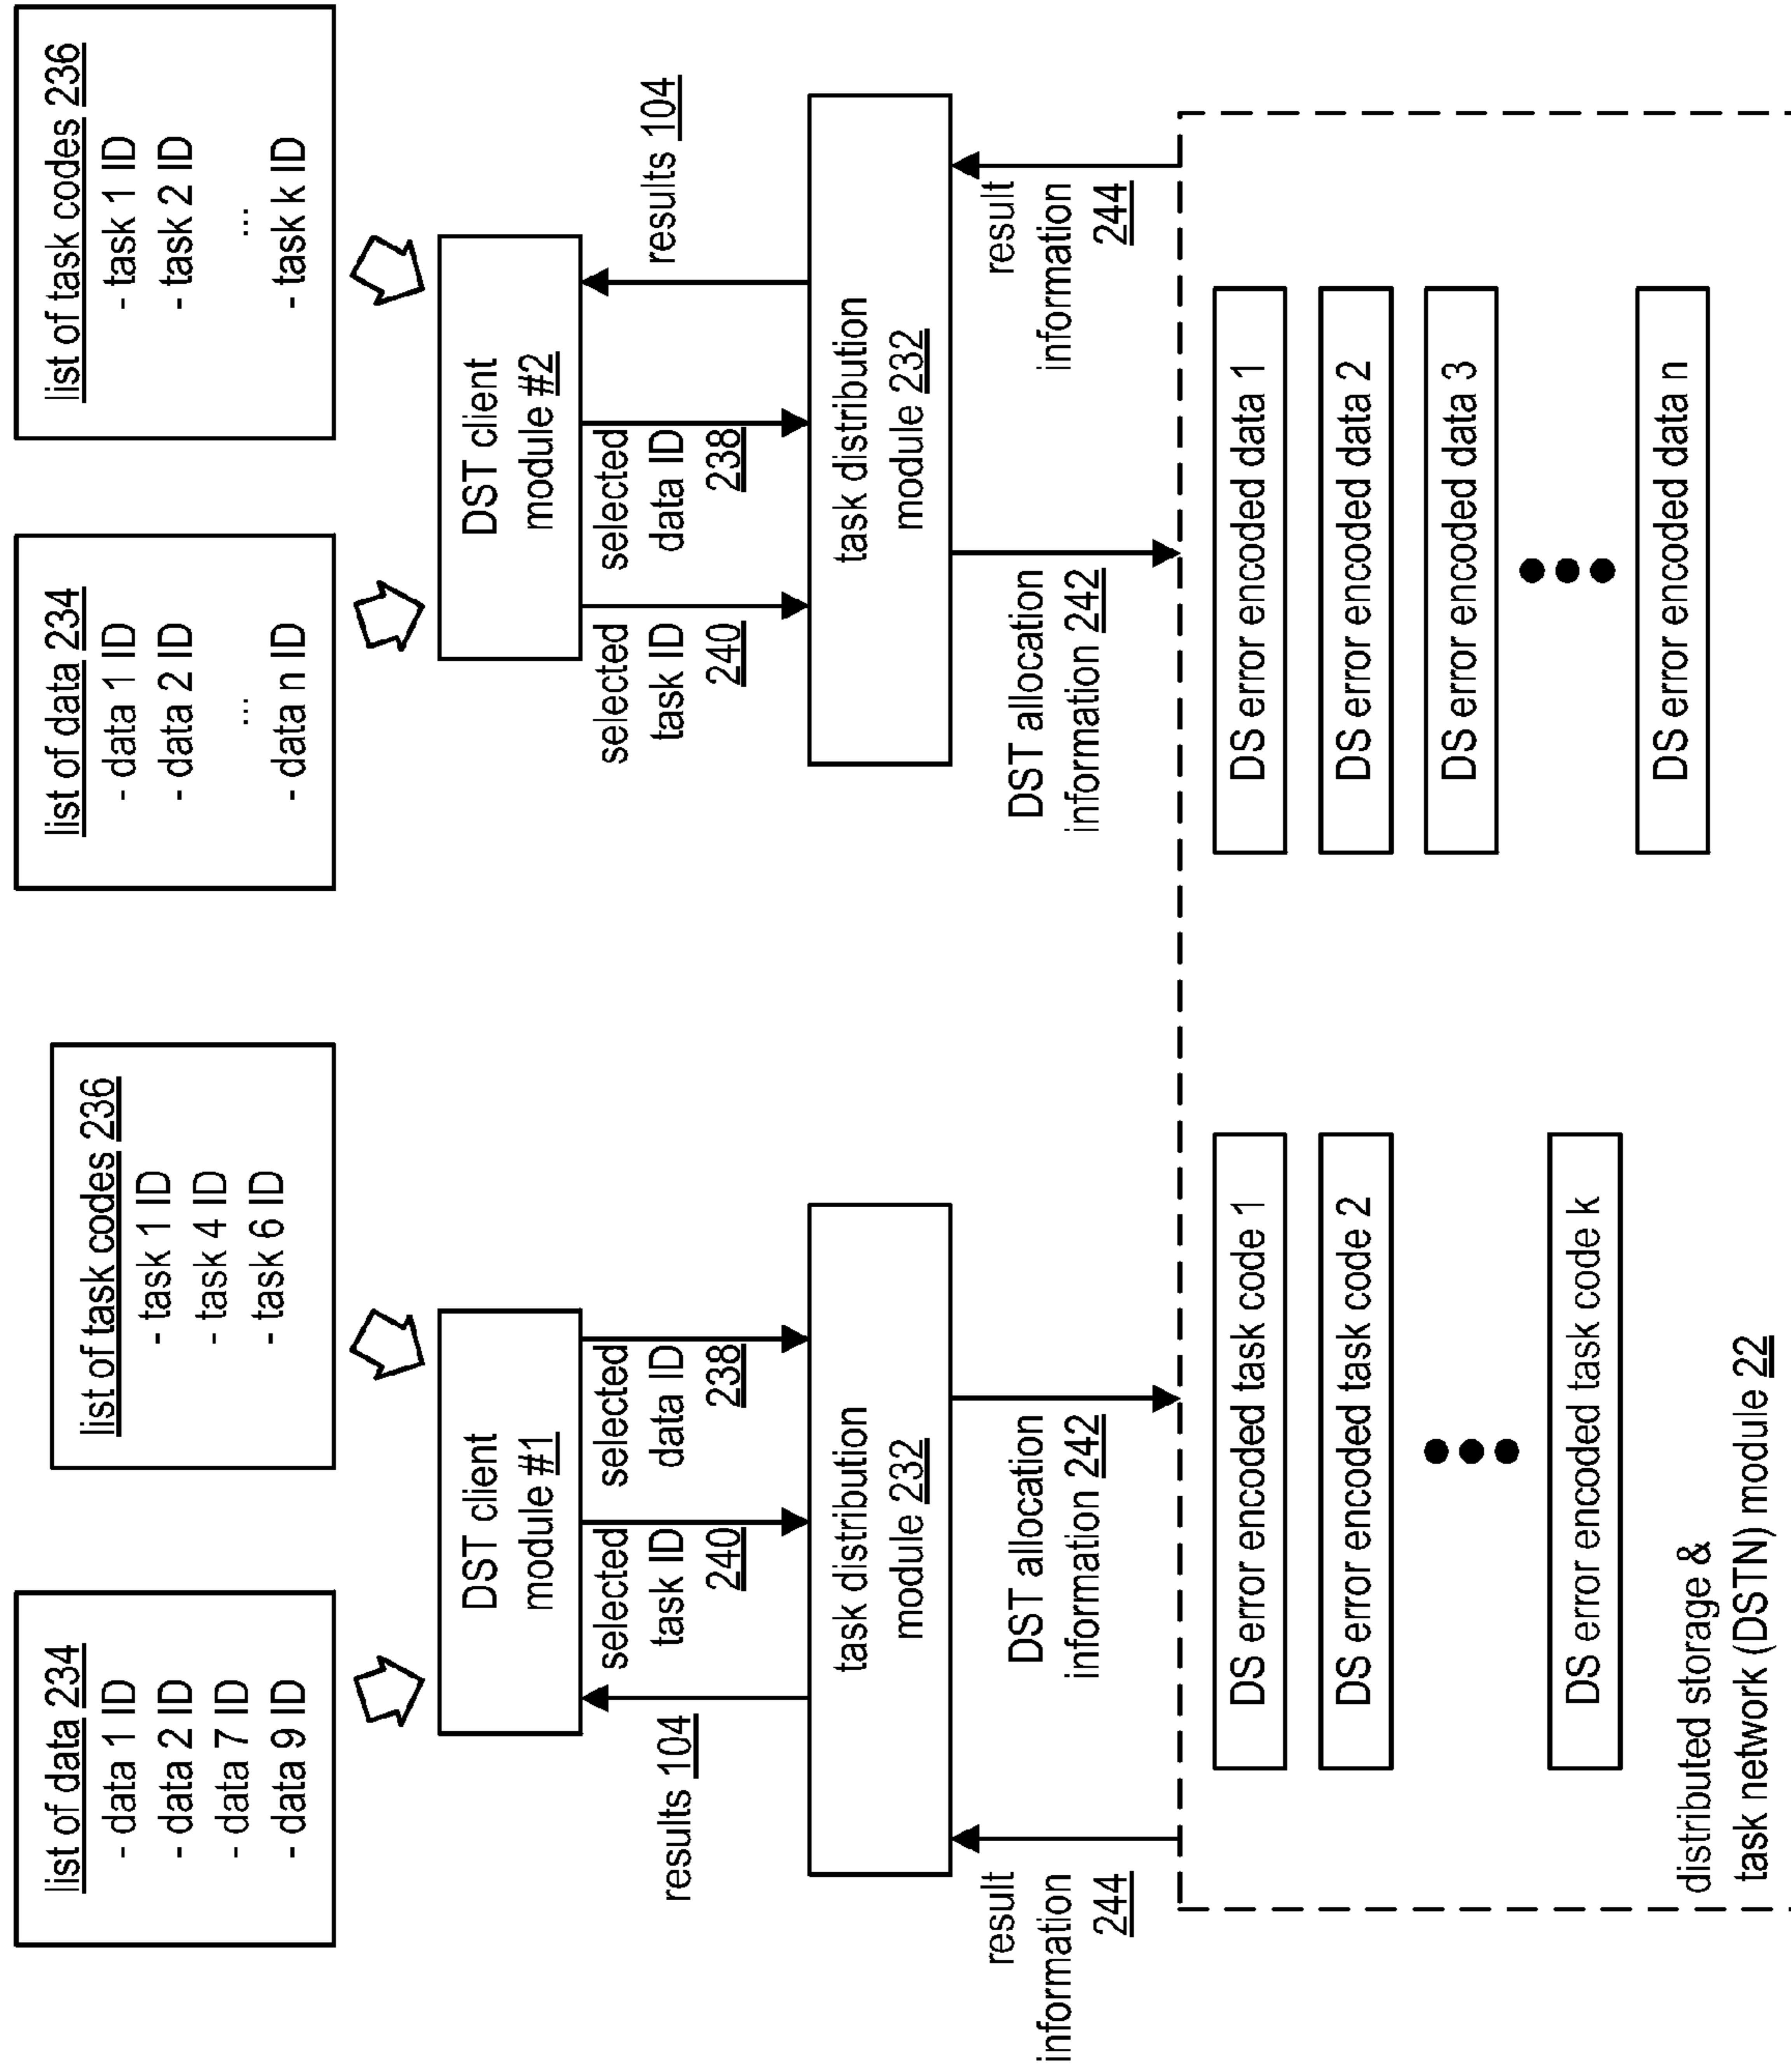 list of data 234
- data 1 ID
- data 2 ID
- data 7 ID
- data 9 ID
list of task codes 236
- task 1 ID
- task 4 ID
- task 6 ID
list of data 234
- data 1 ID
- data 2 ID
...
- data n ID
list of task codes 236
- task 1 ID
- task 2 ID
...
- task k ID
DST client
module #1
results 104
selected
task ID
240
selected
data ID
238
task distribution
module 232
result
information
244
DST allocation
information 242
DST client
module #2
selected
task ID
240
selected
data ID
238
results 104
task distribution
module 232
DST allocation
information 242
result
information
244
DS error encoded task code 1
DS error encoded task code 2
DS error encoded task code k
DS error encoded data 1
DS error encoded data 2
DS error encoded data 3
DS error encoded data n
distributed storage &
task network (DSTN) module 22